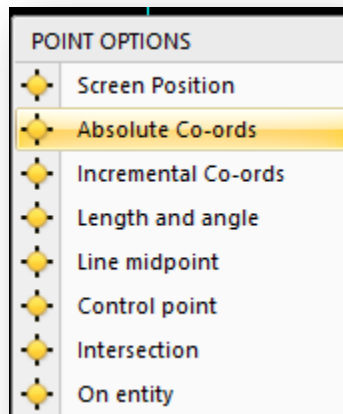 POINT OPTIONS
Screen Position
Absolute Co-ords
Incremental Co-ords
Length and angle
Line midpoint
Control point
Intersection
On entity